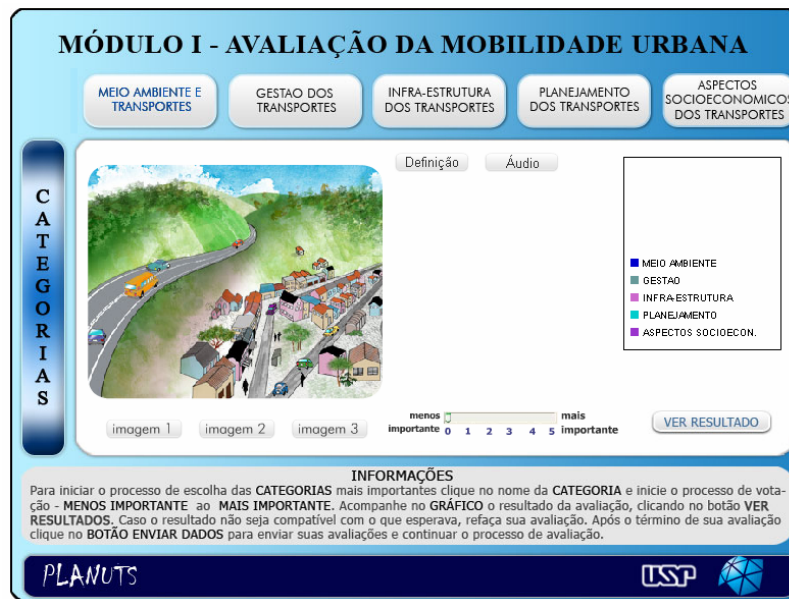 MÓDULO I - AVALIAÇÃO DA MOBILIDADE URBANA
MEIO AMBIENTE E
TRANSPORTES
GESTAO DOS
TRANSPORTES
INFRA-ESTRUTURA
DOS TRANSPORTES
PLANEJAMENTO
DOS TRANSPORTES
ASPECTOS
SOCIOECONOMICOS
DOS TRANSPORTES
CATEGORIAS
Definição
Áudio
MEIO AMBIENTE
GESTAO
INFRA-ESTRUTURA
PLANEJAMENTO
ASPECTOS SOCIOECON.
imagem 1
imagem 2
imagem 3
menos
importante
0 1 2 3 4 5
mais
importante
VER RESULTADO
INFORMAÇÕES
Para iniciar o processo de escolha das CATEGORIAS mais importantes clique no nome da CATEGORIA e inicie o processo de vota-
ção - MENOS IMPORTANTE ao MAIS IMPORTANTE. Acompanhe no GRÁFICO o resultado da avaliação, clicando no botão VER
RESULTADOS. Caso o resultado não seja compatível com o que esperava, refaça sua avaliação. Após o término de sua avaliação
clique no BOTÃO ENVIAR DADOS para enviar suas avaliações e continuar o processo de avaliação.
PLANUTS
USP